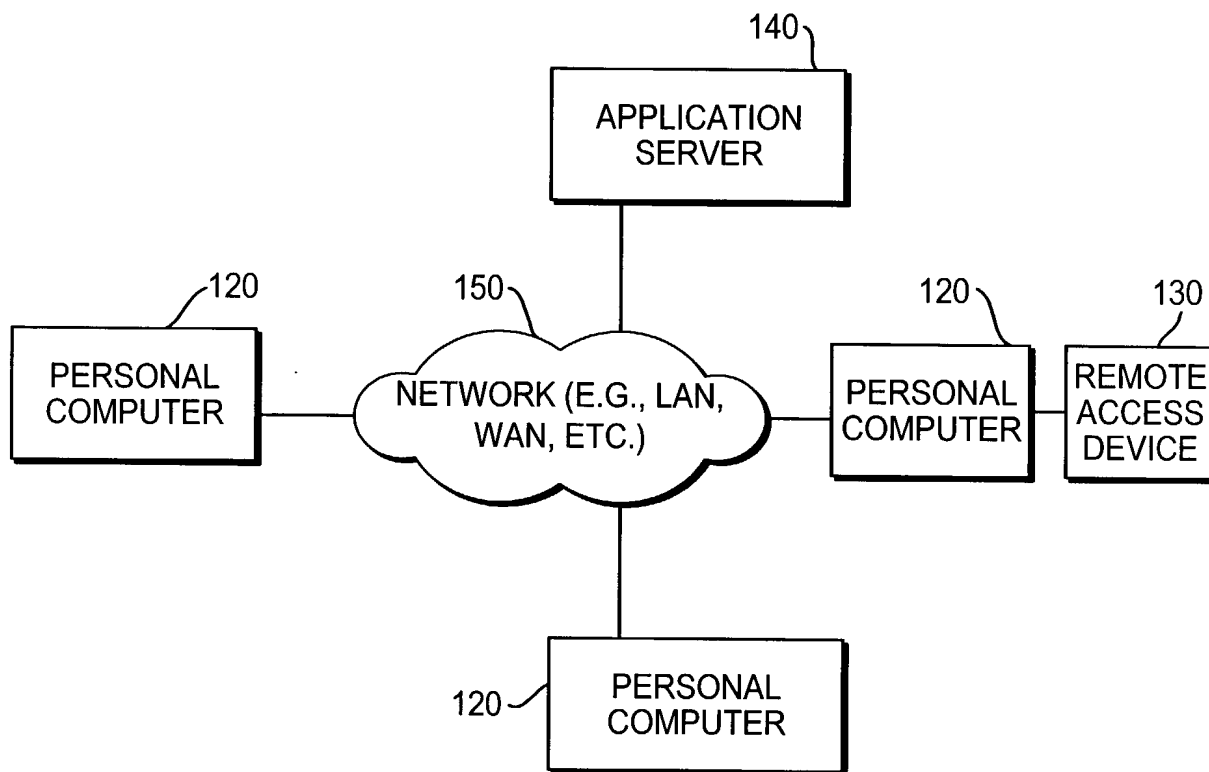 140
APPLICATION
SERVER
120
PERSONAL
COMPUTER
150
NETWORK (E.G., LAN,
WAN, ETC.)
120
PERSONAL
COMPUTER
130
REMOTE
ACCESS
DEVICE
120
PERSONAL
COMPUTER